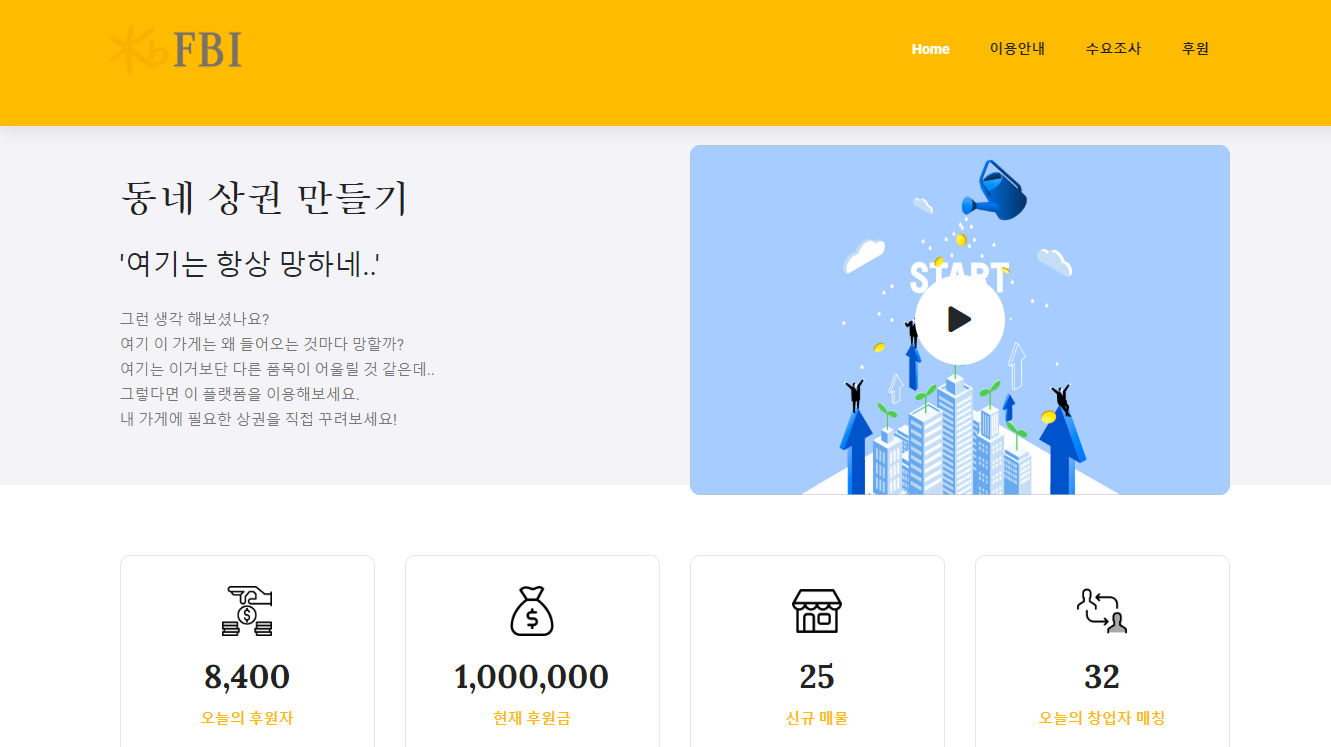 FBI
Home 이용안내 수요조사 후원
동네 상권 만들기
'여기는 항상 망하네..'
그런 생각 해보셨나요?
여기 이 가게는 왜 들어오는 것마다 망할까?
여기는 이거보단 다른 품목이 어울릴 것 같은데..
그렇다면 이 플랫폼을 이용해보세요.
내 가게에 필요한 상권을 직접 꾸려보세요!
START
8,400
오늘의 후원자
1,000,000
현재 후원금
25
신규 매물
32
오늘의 창업자 매칭